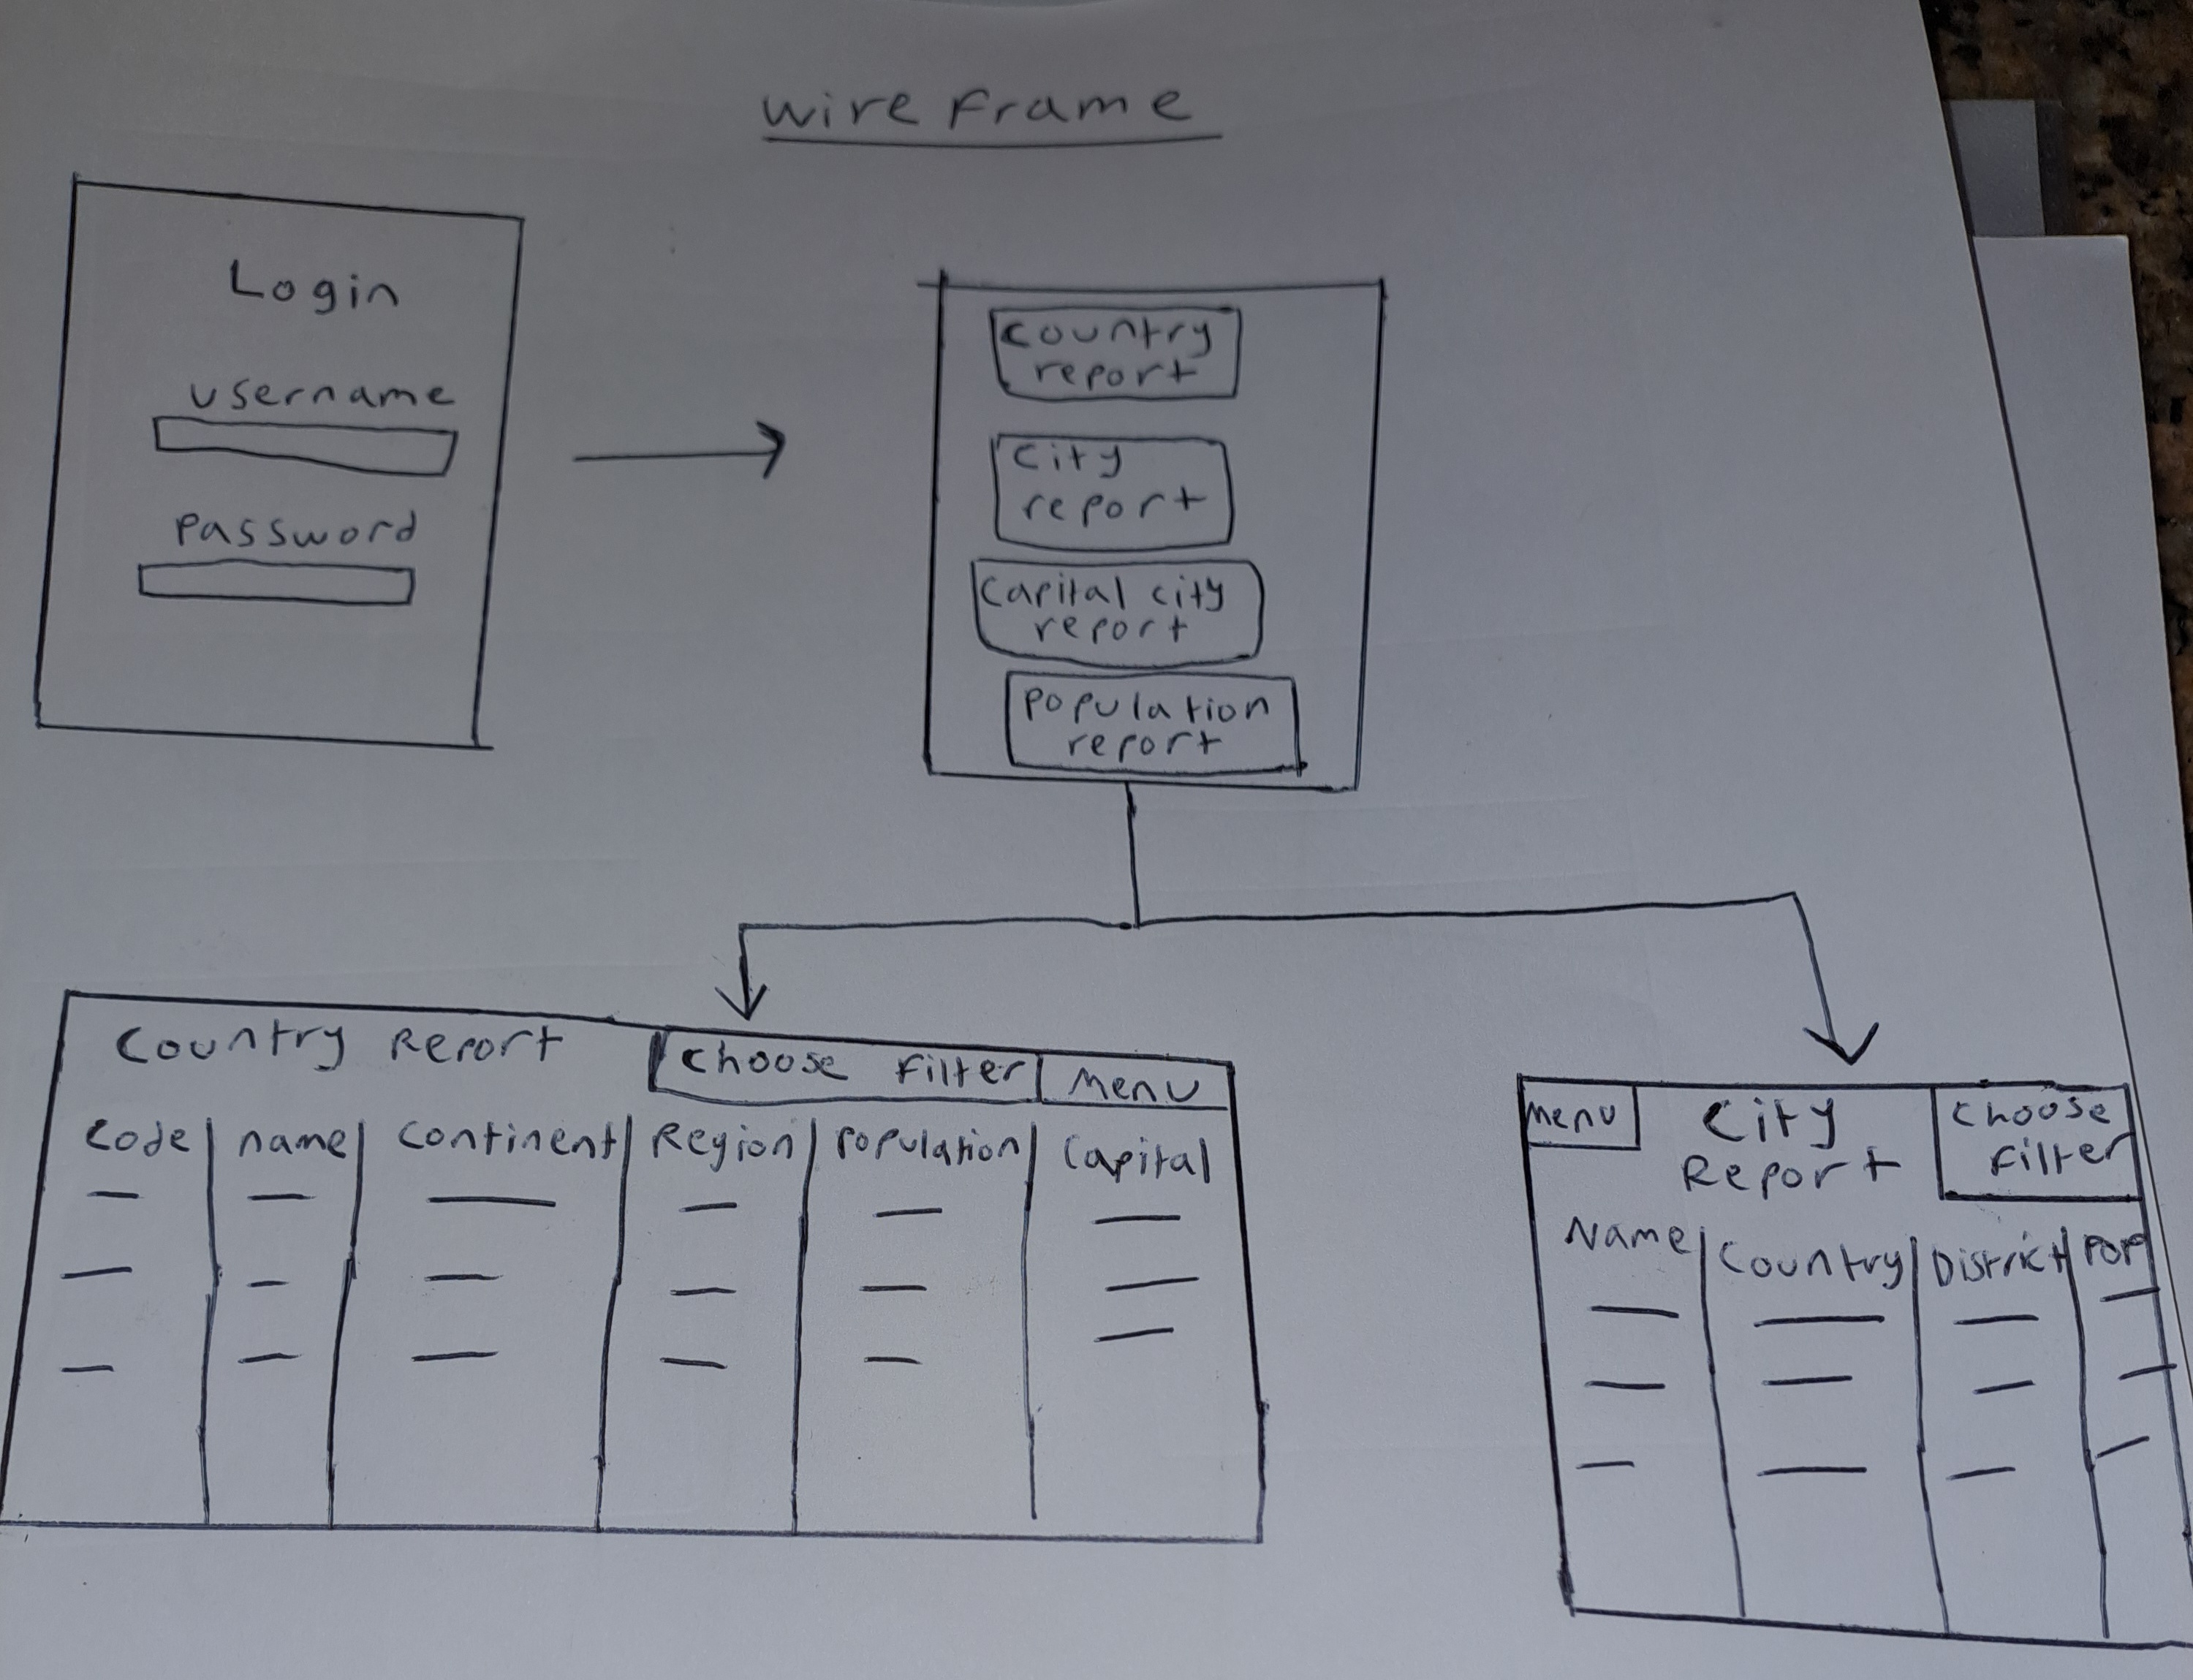 wire Frame
Login
username
password
country
report
city
report
capital city
report
population
report
Country Report
choose Filter
Menu
Code name continent Region population Capital
menu
City
Report
choose
filter
Name Country District POP